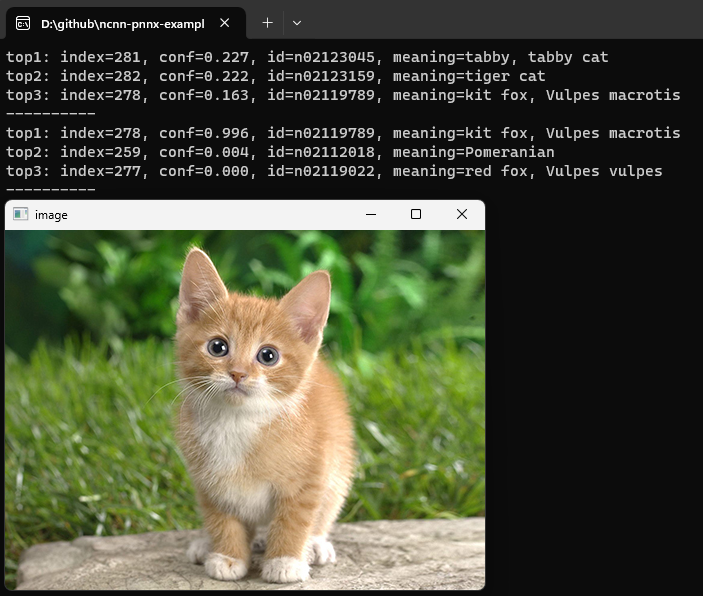 D:\github\ncnn-pnnx-exampl
top1: index=281, conf=0.227, id=n02123045, meaning=tabby, tabby cat
top2: index=282, conf=0.222, id=n02123159, meaning=tiger cat
top3: index=278, conf=0.163, id=n02119789, meaning=kit fox, Vulpes macrotis
----------
top1: index=278, conf=0.996, id=n02119789, meaning=kit fox, Vulpes macrotis
top2: index=259, conf=0.004, id=n02112018, meaning=Pomeranian
top3: index=277, conf=0.000, id=n02119022, meaning=red fox, Vulpes vulpes
----------
image